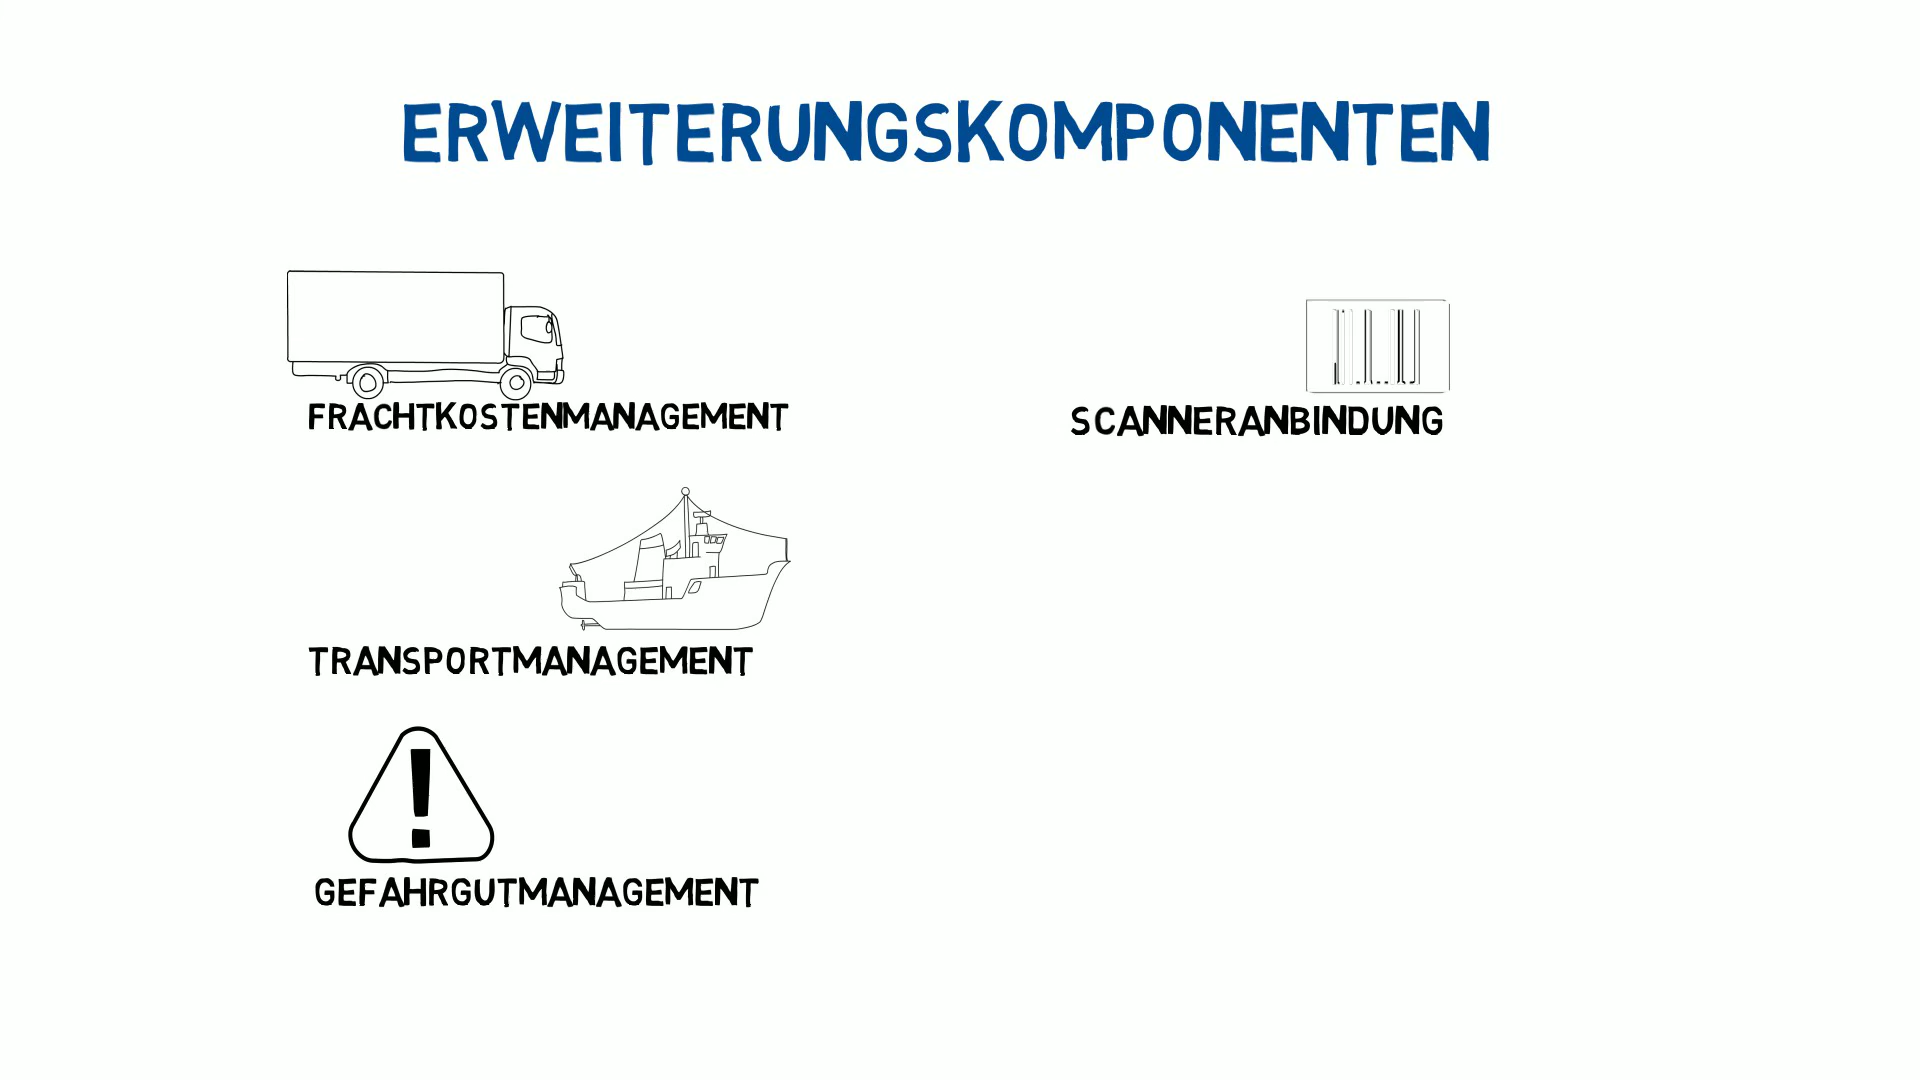 ERWEITERUNGSKOMPONENTEN
FRACHTKOSTENMANAGEMENT
SCANNERANBINDUNG
TRANSPORTMANAGEMENT
!
GEFAHRGUTMANAGEMENT